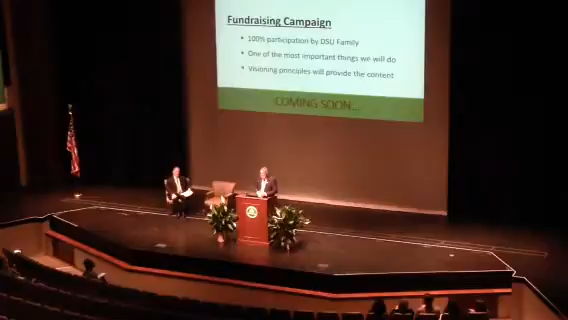 Fundraising Campaign
• 100% participation by DSU Family
• One of the most important things we will do
• Visioning principles will provide the content
COMING SOON...